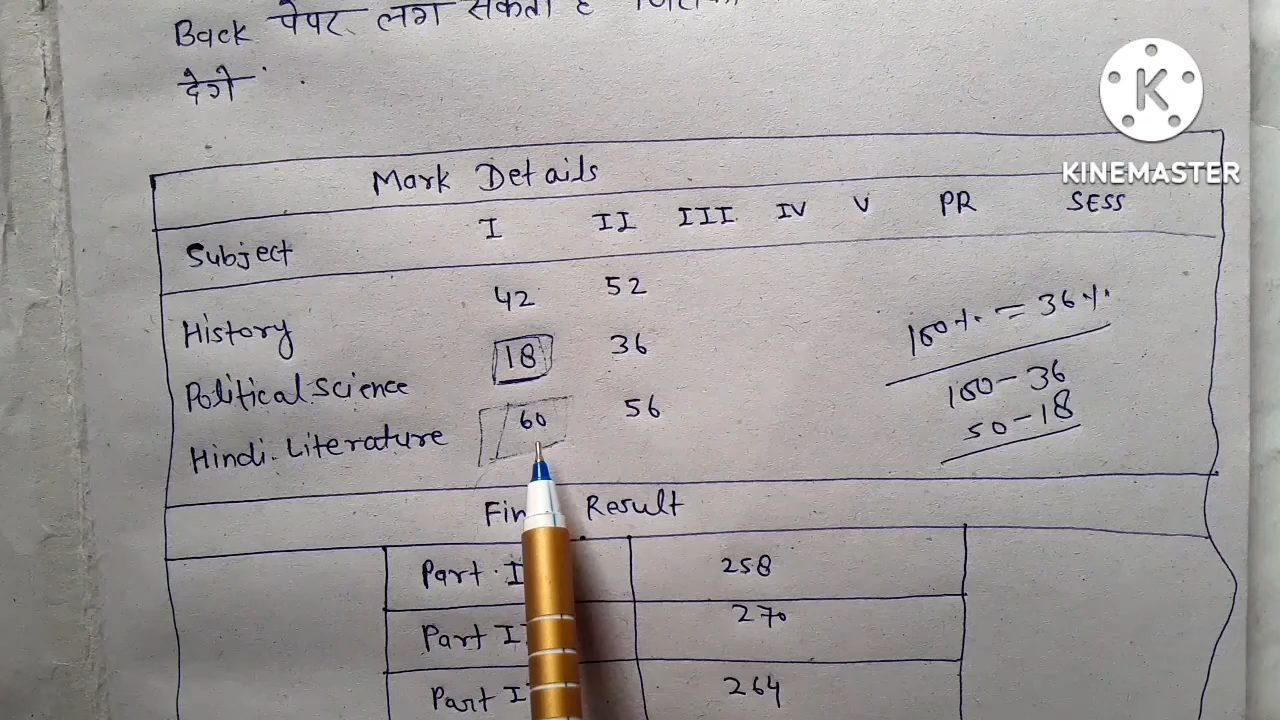 Back पेपर लग सकता है
देगे
K
KINEMASTER
Mark Details
Subject I II III IV V PR SESS
History 42 52
Political Science 18 36
Hindi. Literature 60 56
100% = 36%
100 - 36
50 - 18
Result
Part. I 258
Part 270
Part 264